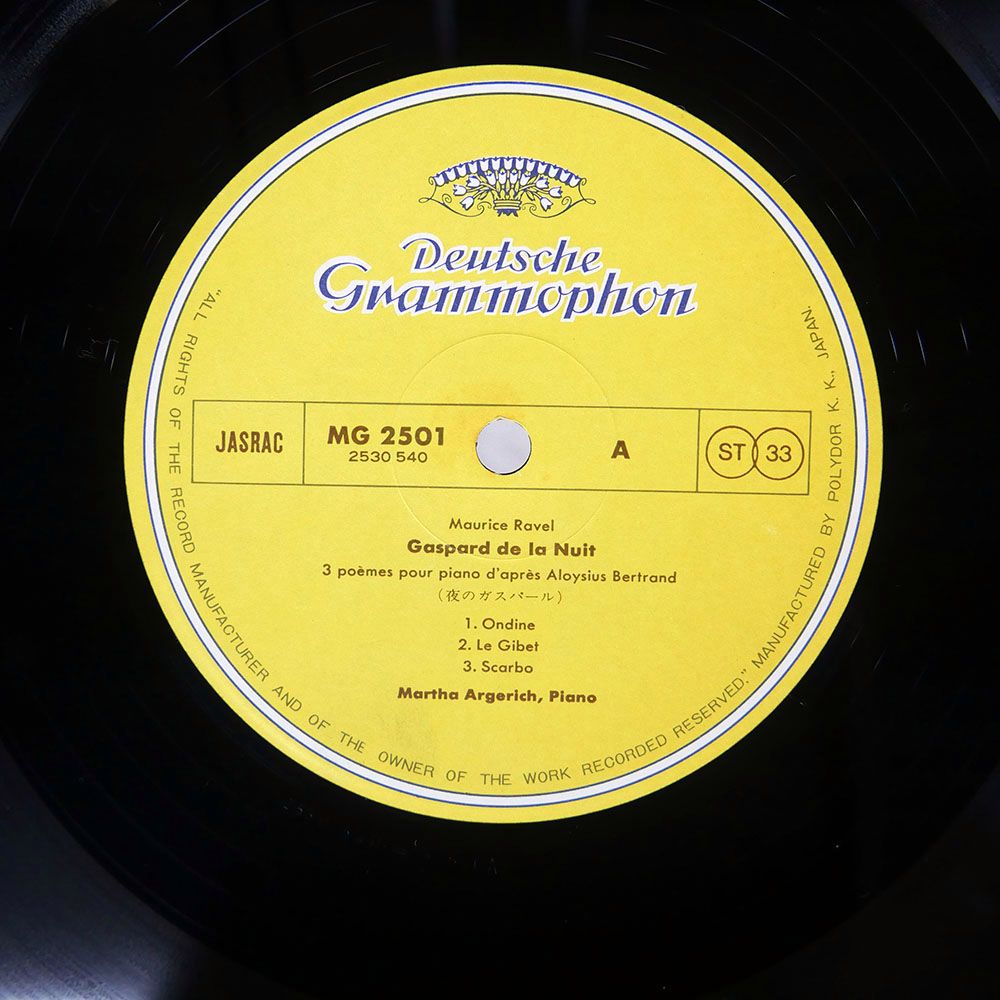 Deutsche
Grammophon
JASRAC
MG 2501
2530 540
A
ST 33
Maurice Ravel
Gaspard de la Nuit
3 poèmes pour piano d'après Aloysius Bertrand
(夜のガスパール)
1. Ondine
2. Le Gibet
3. Scarbo
Martha Argerich, Piano
"ALL RIGHTS OF THE RECORD MANUFACTURER AND OF THE OWNER OF THE WORK RECORDED RESERVED." MANUFACTURED BY POLYDOR K. K., JAPAN.